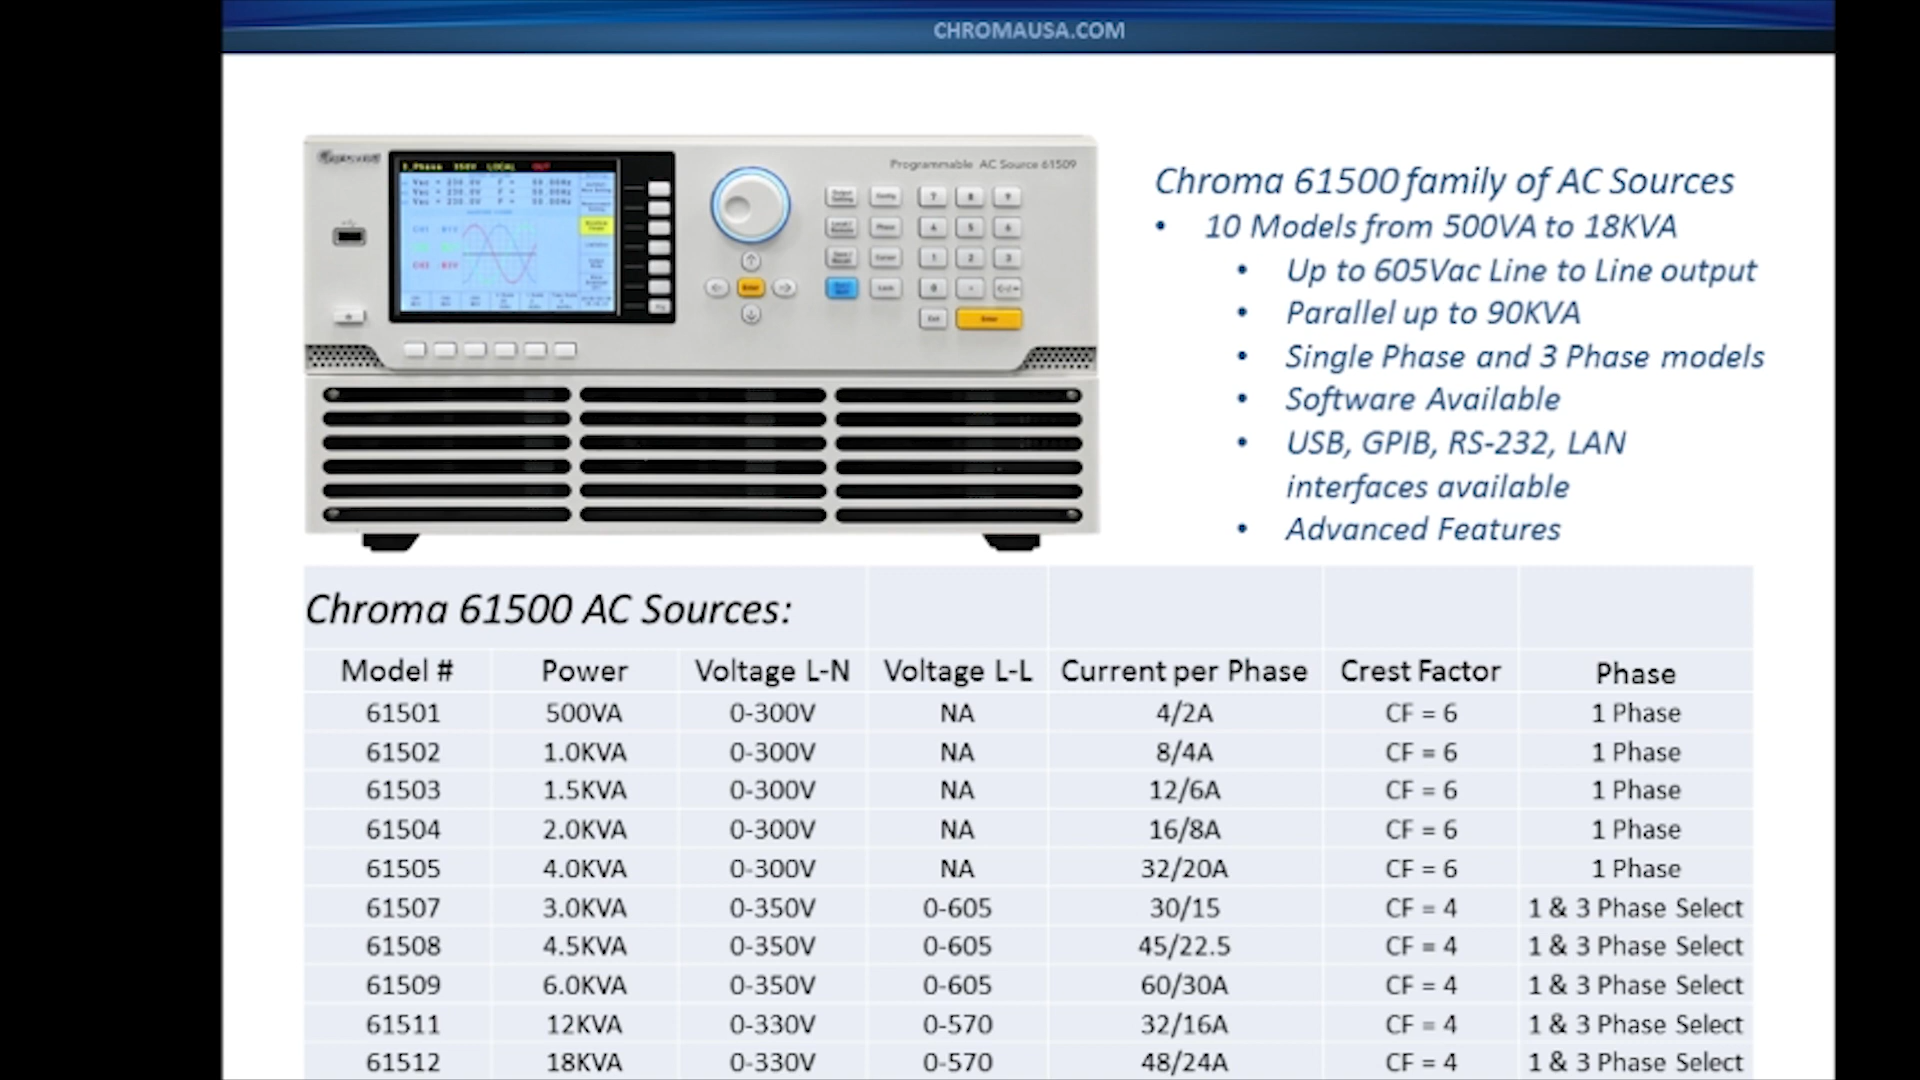 CHROMAUSA.COM
Programmable AC Source 61509
Chroma 61500 family of AC Sources
• 10 Models from 500VA to 18KVA
• Up to 605Vac Line to Line output
• Parallel up to 90KVA
• Single Phase and 3 Phase models
• Software Available
• USB, GPIB, RS-232, LAN
interfaces available
• Advanced Features
Chroma 61500 AC Sources:
Model # Power Voltage L-N Voltage L-L Current per Phase Crest Factor Phase
61501 500VA 0-300V NA 4/2A CF = 6 1 Phase
61502 1.0KVA 0-300V NA 8/4A CF = 6 1 Phase
61503 1.5KVA 0-300V NA 12/6A CF = 6 1 Phase
61504 2.0KVA 0-300V NA 16/8A CF = 6 1 Phase
61505 4.0KVA 0-300V NA 32/20A CF = 6 1 Phase
61507 3.0KVA 0-350V 0-605 30/15 CF = 4 1 & 3 Phase Select
61508 4.5KVA 0-350V 0-605 45/22.5 CF = 4 1 & 3 Phase Select
61509 6.0KVA 0-350V 0-605 60/30A CF = 4 1 & 3 Phase Select
61511 12KVA 0-330V 0-570 32/16A CF = 4 1 & 3 Phase Select
61512 18KVA 0-330V 0-570 48/24A CF = 4 1 & 3 Phase Select